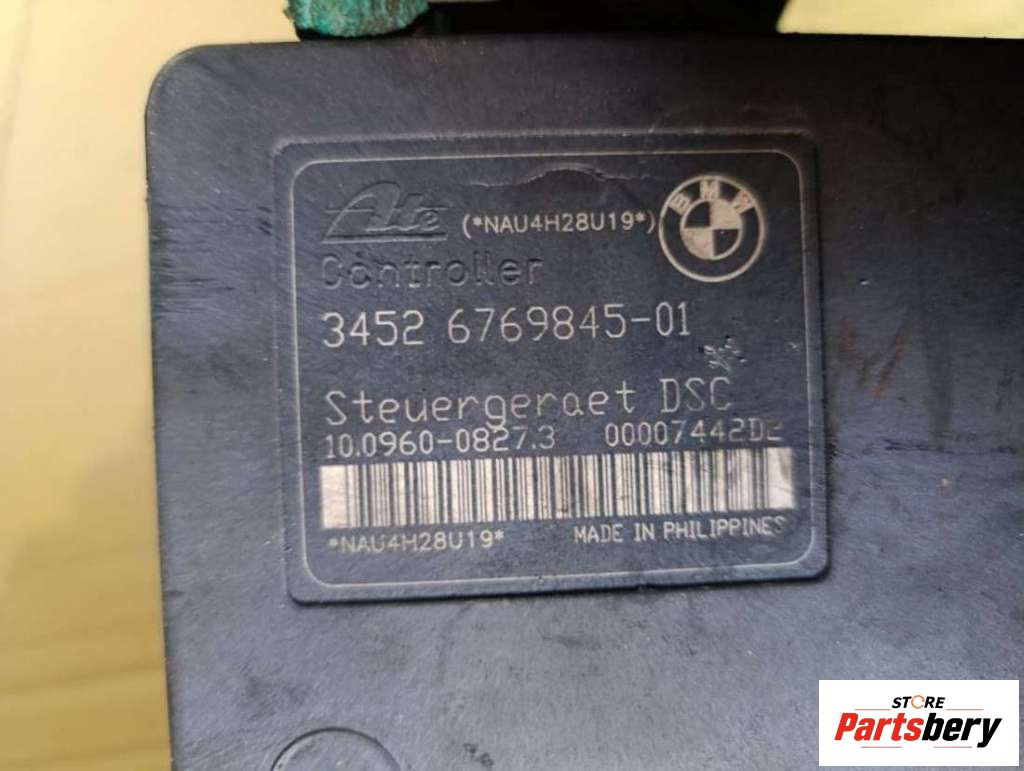 Ate (*NAU4H28U19*) BMW
Controller
3452 6769845-01
Steuergeraet DSC
10.0960-0827.3 00007442D2
*NAU4H28U19* MADE IN PHILIPPINES
STORE
Partsbery